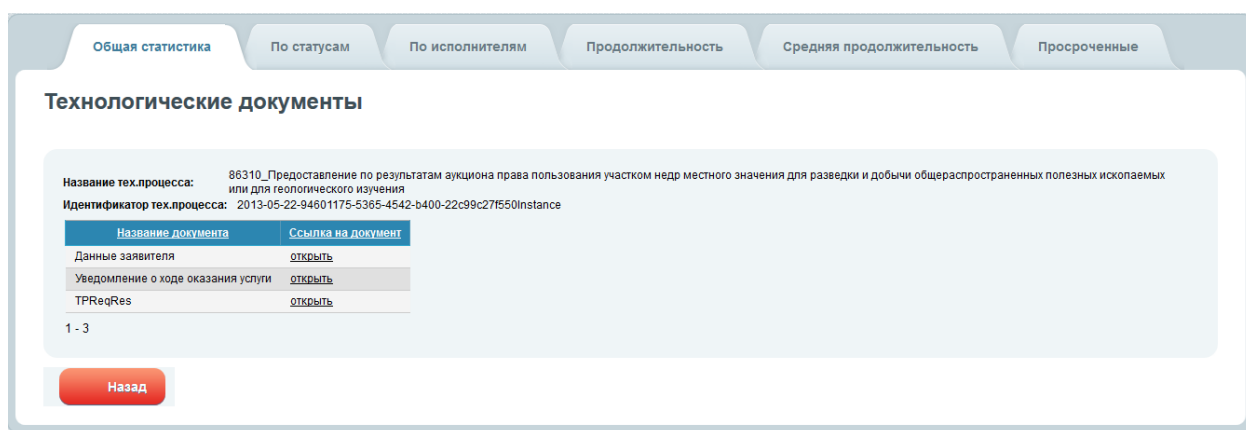 Общая статистика По статусам По исполнителям Продолжительность Средняя продолжительность Просроченные
Технологические документы
86310_Предоставление по результатам аукциона права пользования участком недр местного значения для разведки и добычи общераспространенных полезных ископаемых
Название тех.процесса:
или для геологического изучения
Идентификатор тех.процесса: 2013-05-22-94601175-5365-4542-b400-22c99c27f550Instance
Название документа Ссылка на документ
Данные заявителя открыть
Уведомление о ходе оказания услуги открыть
TPReqRes открыть
1 - 3
Назад